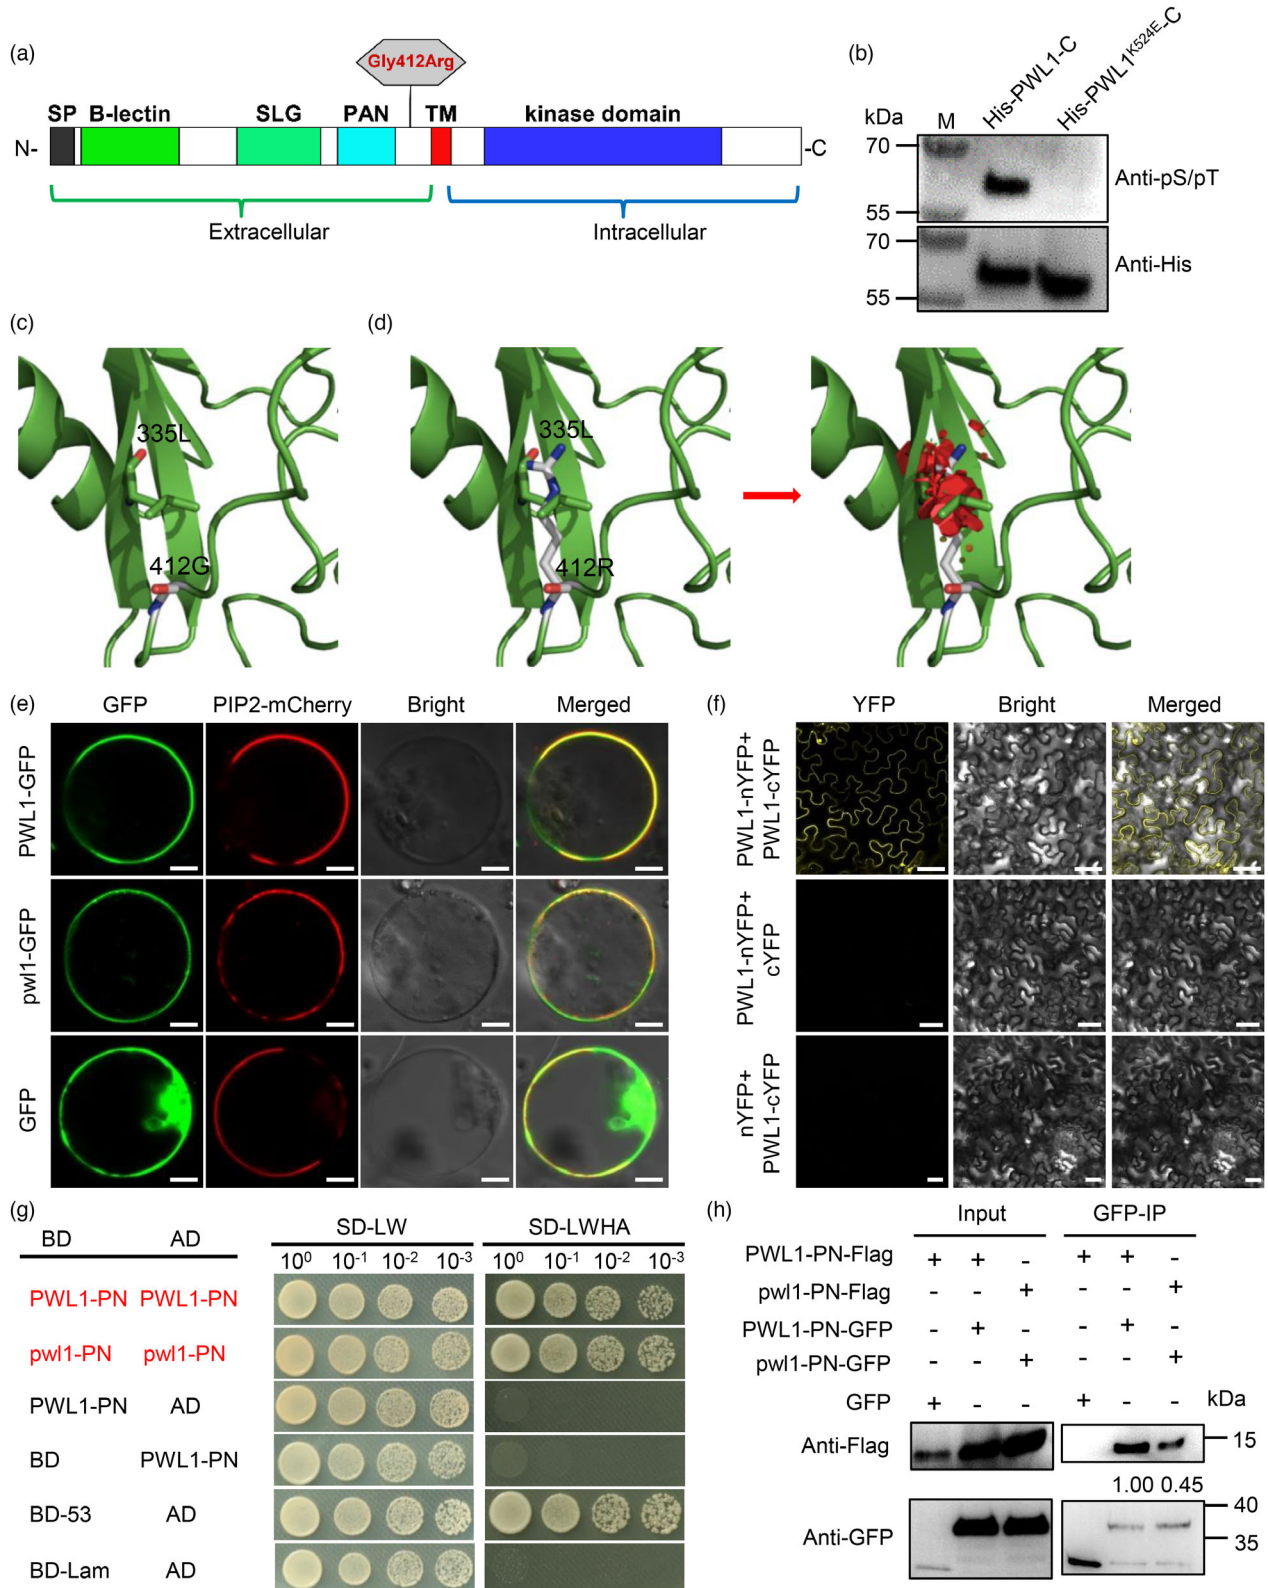 (a)
Gly412Arg
SP B-lectin SLG PAN TM kinase domain
N- -C
Extracellular Intracellular
(b)
His-PWL1-C
His-PWL1K524E-C
kDa M
70
55
Anti-pS/pT
70
55
Anti-His
(c)
335L
412G
(d)
335L
412R
(e)
GFP PIP2-mCherry Bright Merged
PWL1-GFP
pwl1-GFP
GFP
(f)
YFP Bright Merged
PWL1-nYFP+
PWL1-cYFP
PWL1-nYFP+
cYFP
nYFP+
PWL1-cYFP
(g)
BD AD SD-LW SD-LWHA
10⁰ 10⁻¹ 10⁻² 10⁻³ 10⁰ 10⁻¹ 10⁻² 10⁻³
PWL1-PN PWL1-PN
pwl1-PN pwl1-PN
PWL1-PN AD
BD PWL1-PN
BD-53 AD
BD-Lam AD
(h)
Input GFP-IP
PWL1-PN-Flag + + - + + -
pwl1-PN-Flag - - + - - +
PWL1-PN-GFP - + - - + -
pwl1-PN-GFP - - + - - +
GFP + - - + - - kDa
Anti-Flag 15
1.00 0.45
Anti-GFP 40
35